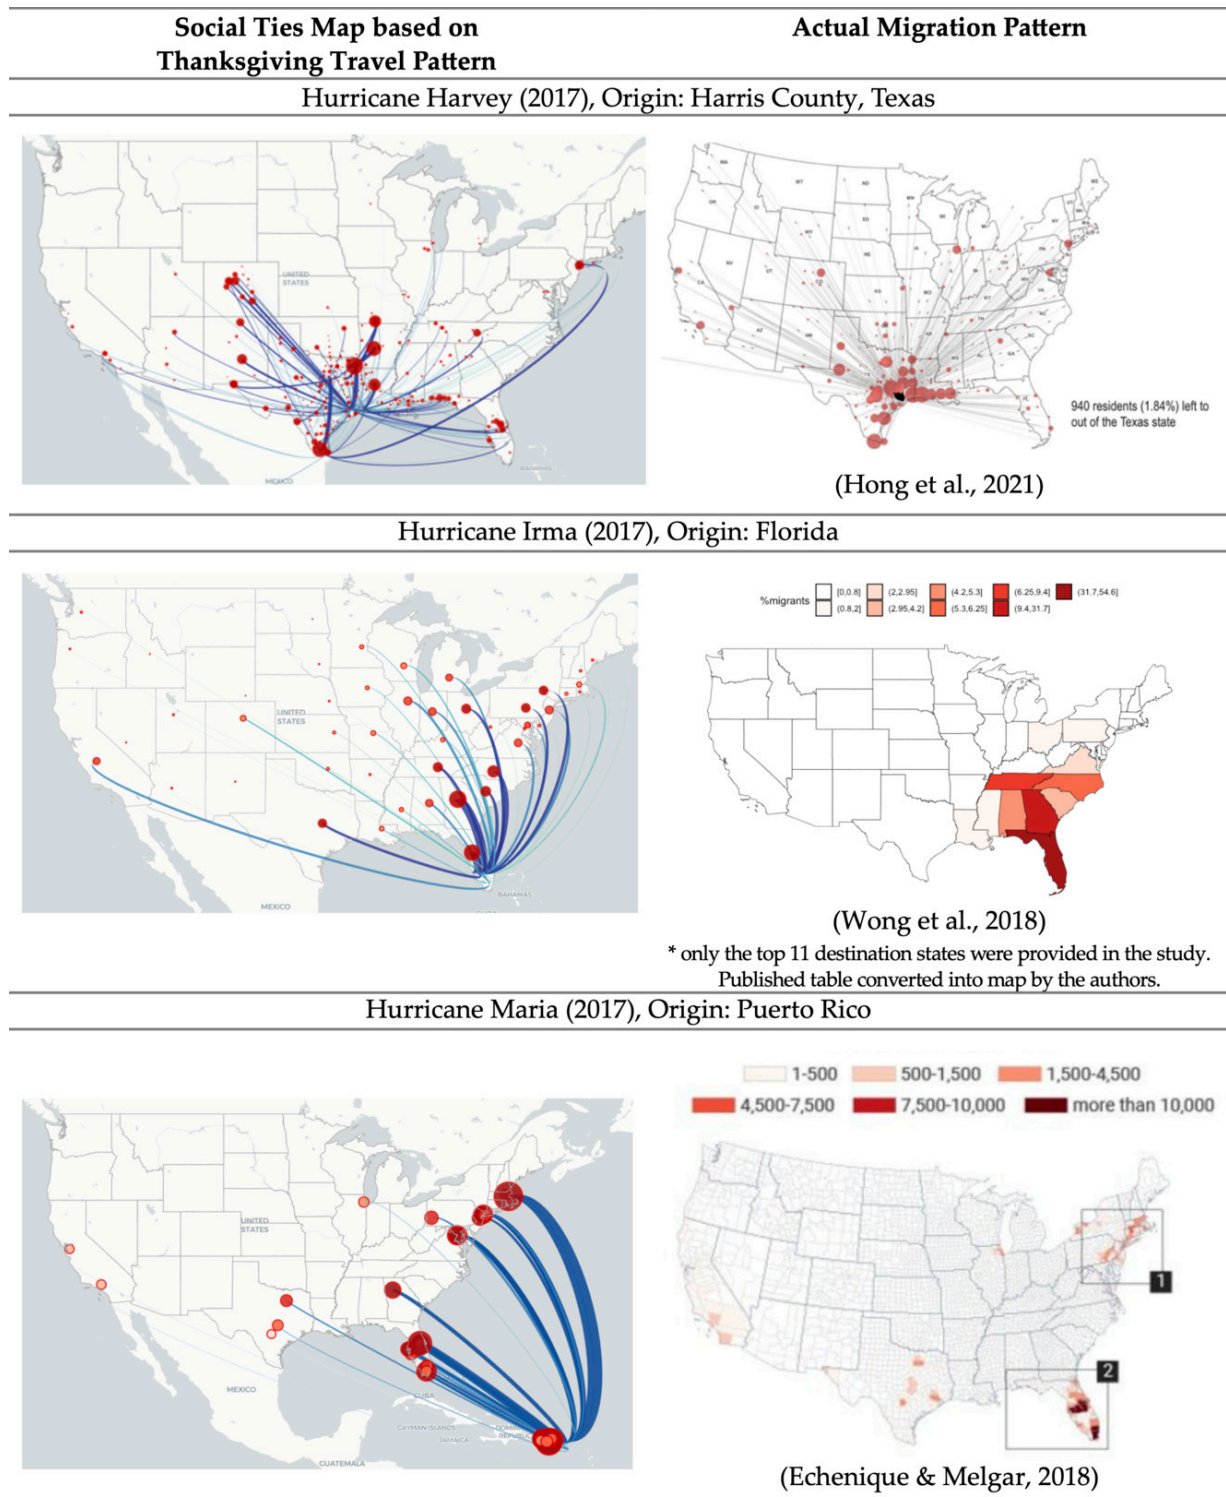 Social Ties Map based on
Thanksgiving Travel Pattern
Actual Migration Pattern
Hurricane Harvey (2017), Origin: Harris County, Texas
UNITED
STATES
MEXICO
BAHAMAS
940 residents (1.84%) left to
out of the Texas state
(Hong et al., 2021)
Hurricane Irma (2017), Origin: Florida
UNITED
STATES
MEXICO
BAHAMAS
%migrants
[0,0.8] (2,2.95] (4.2,5.3] (6.25,9.4] (31.7,54.6]
(0.8,2] (2.95,4.2] (5.3,6.25] (9.4,31.7]
(Wong et al., 2018)
* only the top 11 destination states were provided in the study.
Published table converted into map by the authors.
Hurricane Maria (2017), Origin: Puerto Rico
UNITED
STATES
MEXICO
CUBA
CAYMAN ISLANDS
JAMAICA
GUATEMALA
1-500 500-1,500 1,500-4,500
4,500-7,500 7,500-10,000 more than 10,000
1
2
(Echenique & Melgar, 2018)